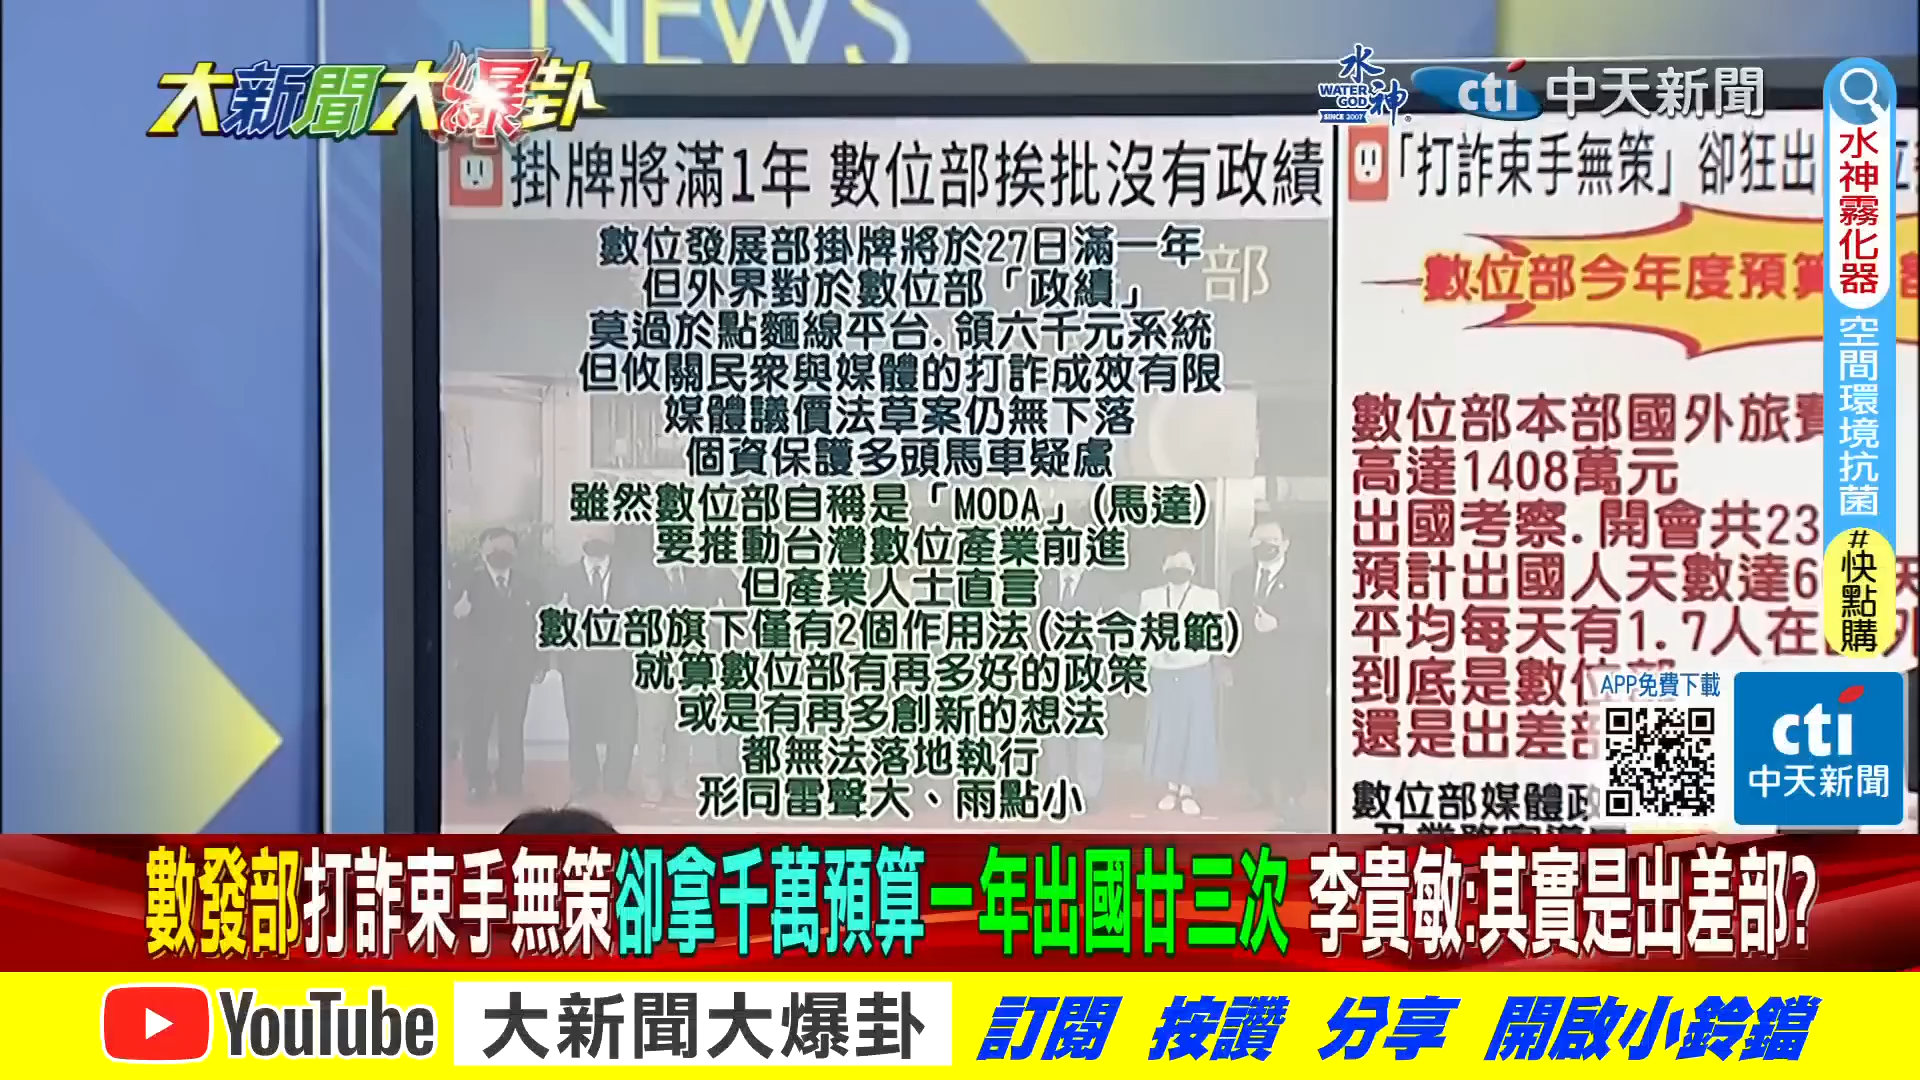 NEWS
大新聞大爆卦
水神
WATER GOD
SINCE 2007
cti 中天新聞
掛牌將滿1年 數位部挨批沒有政績
數位發展部掛牌將於27日滿一年
但外界對於數位部「政績」
莫過於點麵線平台.領六千元系統
但攸關民眾與媒體的打詐成效有限
媒體議價法草案仍無下落
個資保護多頭馬車疑慮
雖然數位部自稱是「MODA」(馬達)
要推動台灣數位產業前進
但產業人士直言
數位部旗下僅有2個作用法(法令規範)
就算數位部有再多好的政策
或是有再多創新的想法
都無法落地執行
形同雷聲大、雨點小
部
「打詐束手無策」卻狂出
數位部今年度預算
數位部本部國外旅費
高達1408萬元
出國考察.開會共23
預計出國人天數達6
平均每天有1.7人在
到底是數位部
還是出差部
數位部媒體政
水神霧化器
空間環境抗菌
#快點購
APP免費下載
cti
中天新聞
數發部打詐束手無策卻拿千萬預算一年出國廿三次 李貴敏:其實是出差部?
YouTube 大新聞大爆卦 訂閱 按讚 分享 開啟小鈴鐺